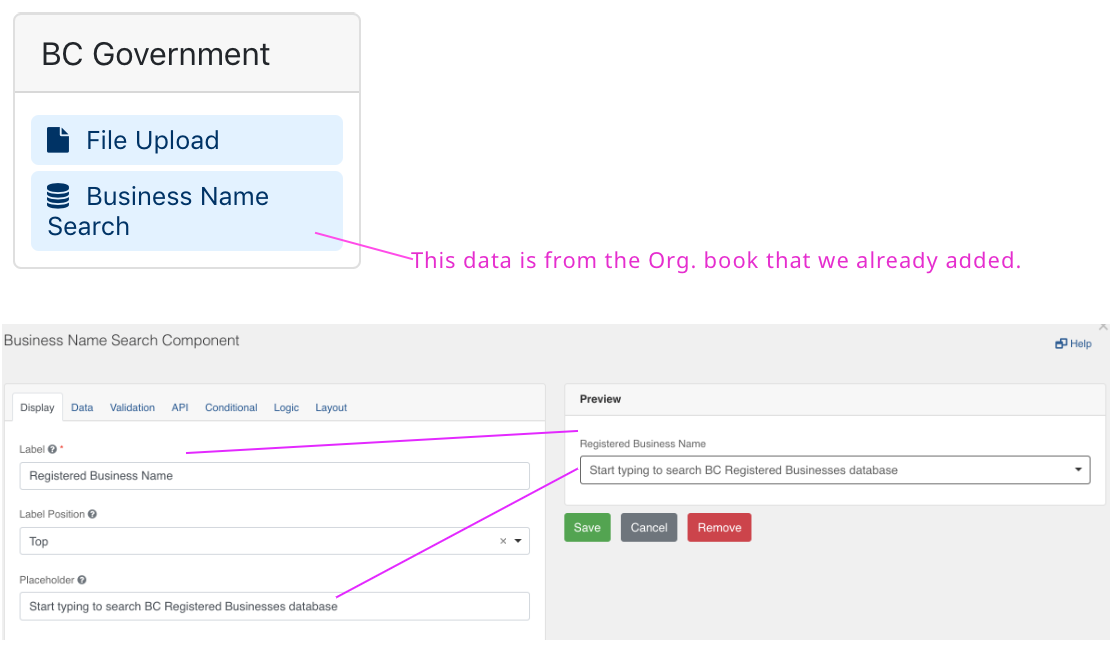 BC Government
File Upload
Business Name
Search
This data is from the Org. book that we already added.
Business Name Search Component
Help
Display Data Validation API Conditional Logic Layout
Label *
Registered Business Name
Label Position
Top
Placeholder
Start typing to search BC Registered Businesses database
Preview
Registered Business Name
Start typing to search BC Registered Businesses database
Save Cancel Remove